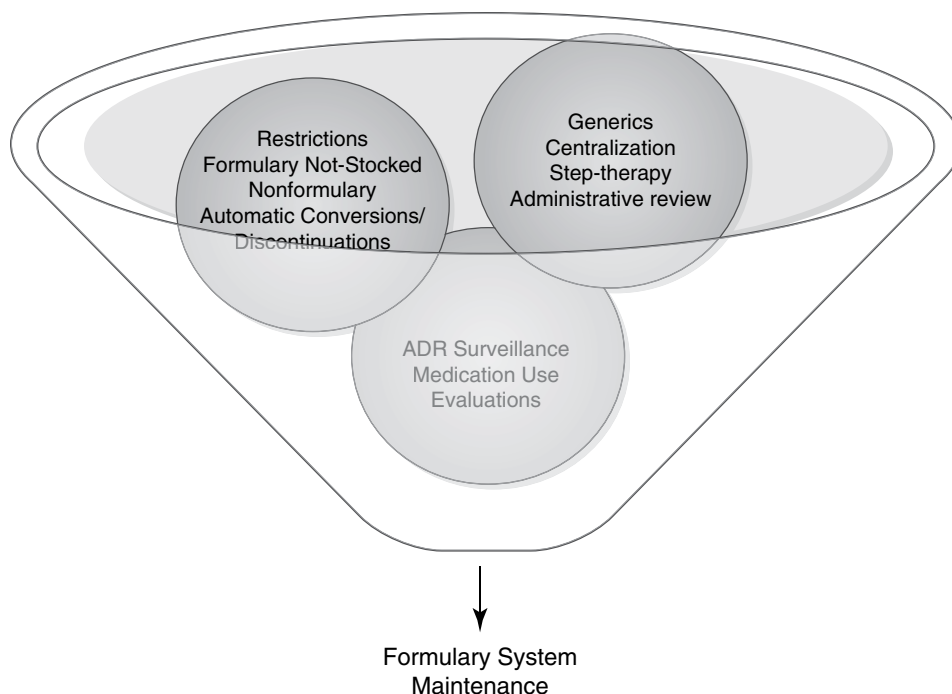 Restrictions
Formulary Not-Stocked
Nonformulary
Automatic Conversions/
Discontinuations
Generics
Centralization
Step-therapy
Administrative review
ADR Surveillance
Medication Use
Evaluations
Formulary System
Maintenance